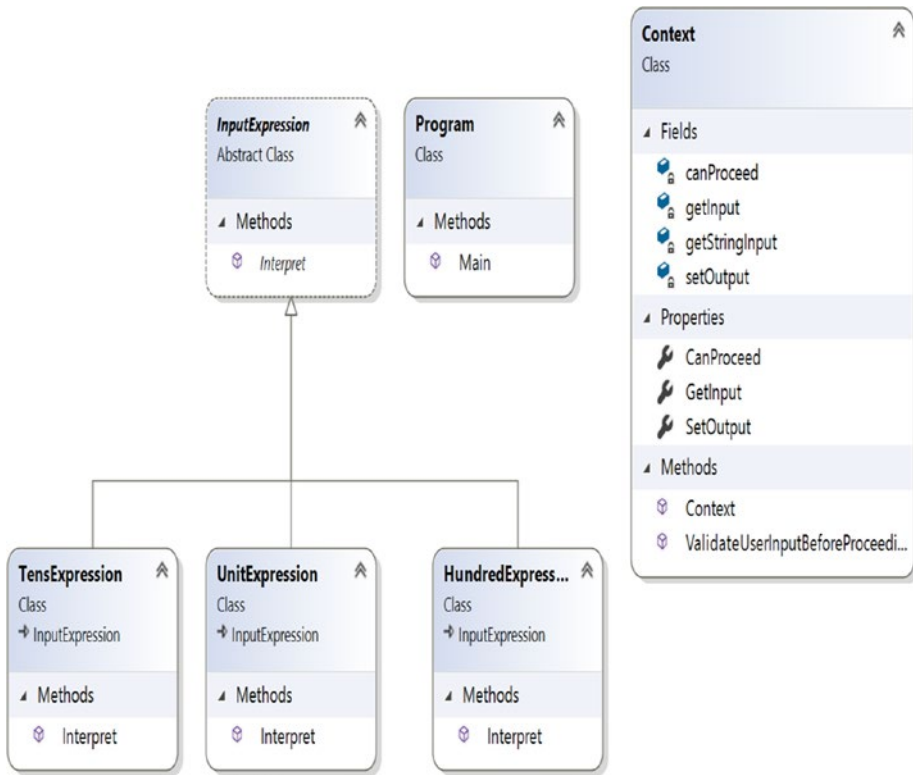 InputExpression
Abstract Class
Methods
Interpret
Program
Class
Methods
Main
Context
Class
Fields
canProceed
getInput
getStringInput
setOutput
Properties
CanProceed
GetInput
SetOutput
Methods
Context
ValidateUserInputBeforeProceedi...
TensExpression
Class
InputExpression
Methods
Interpret
UnitExpression
Class
InputExpression
Methods
Interpret
HundredExpress...
Class
InputExpression
Methods
Interpret